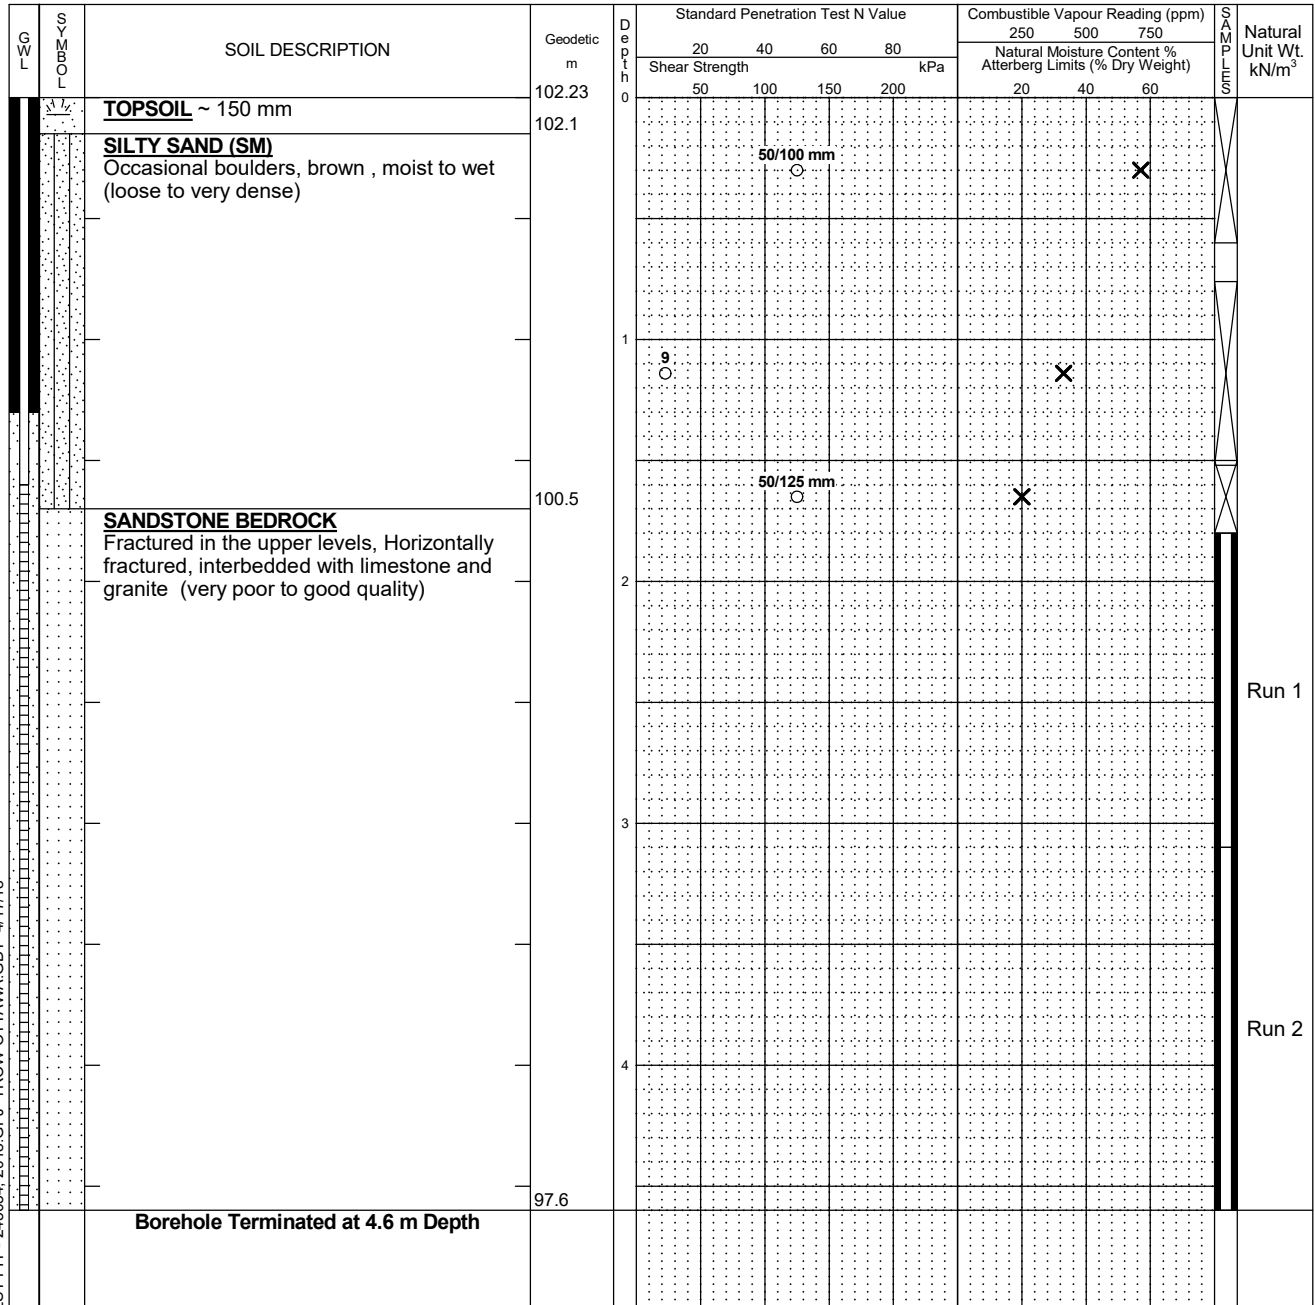 GWL
SYMBOL
SOIL DESCRIPTION
Geodetic
m
Depth
Standard Penetration Test N Value
20 40 60 80
Shear Strength kPa
50 100 150 200
Combustible Vapour Reading (ppm)
250 500 750
Natural Moisture Content %
Atterberg Limits (% Dry Weight)
20 40 60
SAMPLES
Natural
Unit Wt.
kN/m³
102.23
0
TOPSOIL ~ 150 mm
102.1
SILTY SAND (SM)
Occasional boulders, brown , moist to wet
(loose to very dense)
50/100 mm
1
9
50/125 mm
100.5
SANDSTONE BEDROCK
Fractured in the upper levels, Horizontally
fractured, interbedded with limestone and
granite (very poor to good quality)
2
Run 1
3
Run 2
4
97.6
Borehole Terminated at 4.6 m Depth